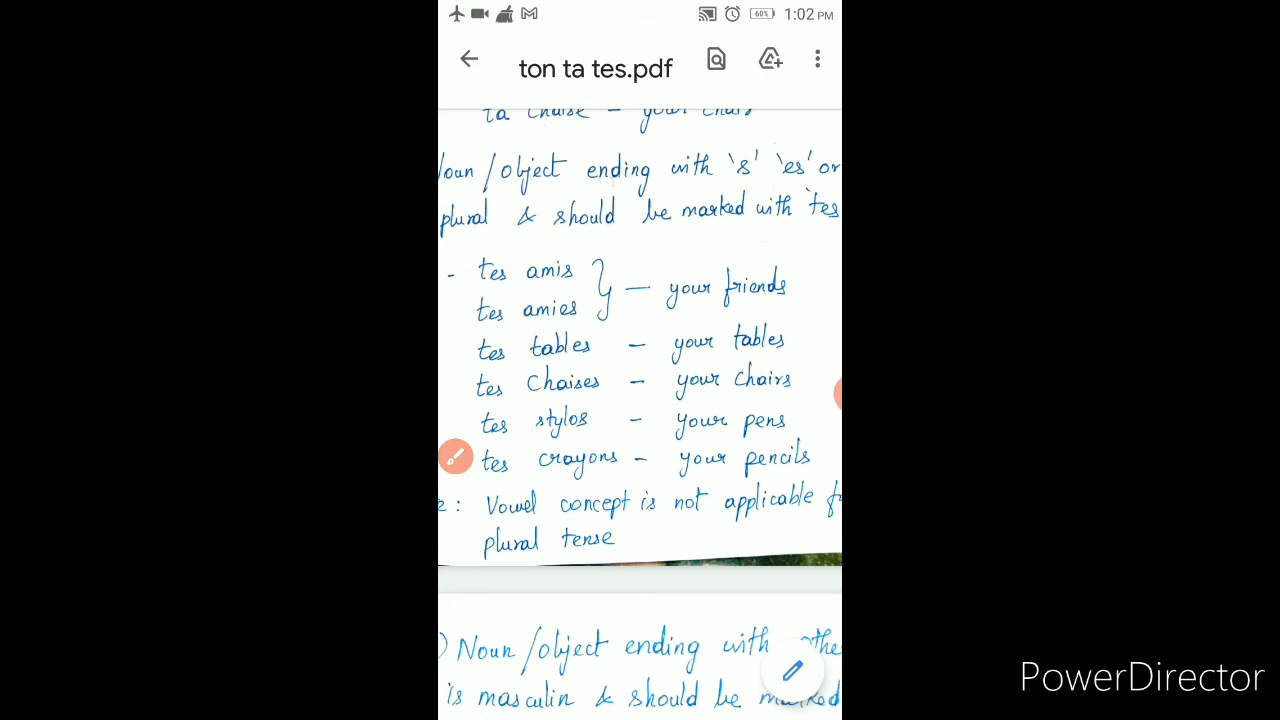 1:02 PM
60%
ton ta tes.pdf
ta chaise - your chair
Noun/object ending with 's' 'es' or
plural & should be marked with 'tes
- tes amis
tes amies } — your friends
tes tables - your tables
tes Chaises - your chairs
tes stylos - your pens
tes crayons - your pencils
: Vowel concept is not applicable
plural tense
) Noun/object ending with
is masculin & should be marked
PowerDirector